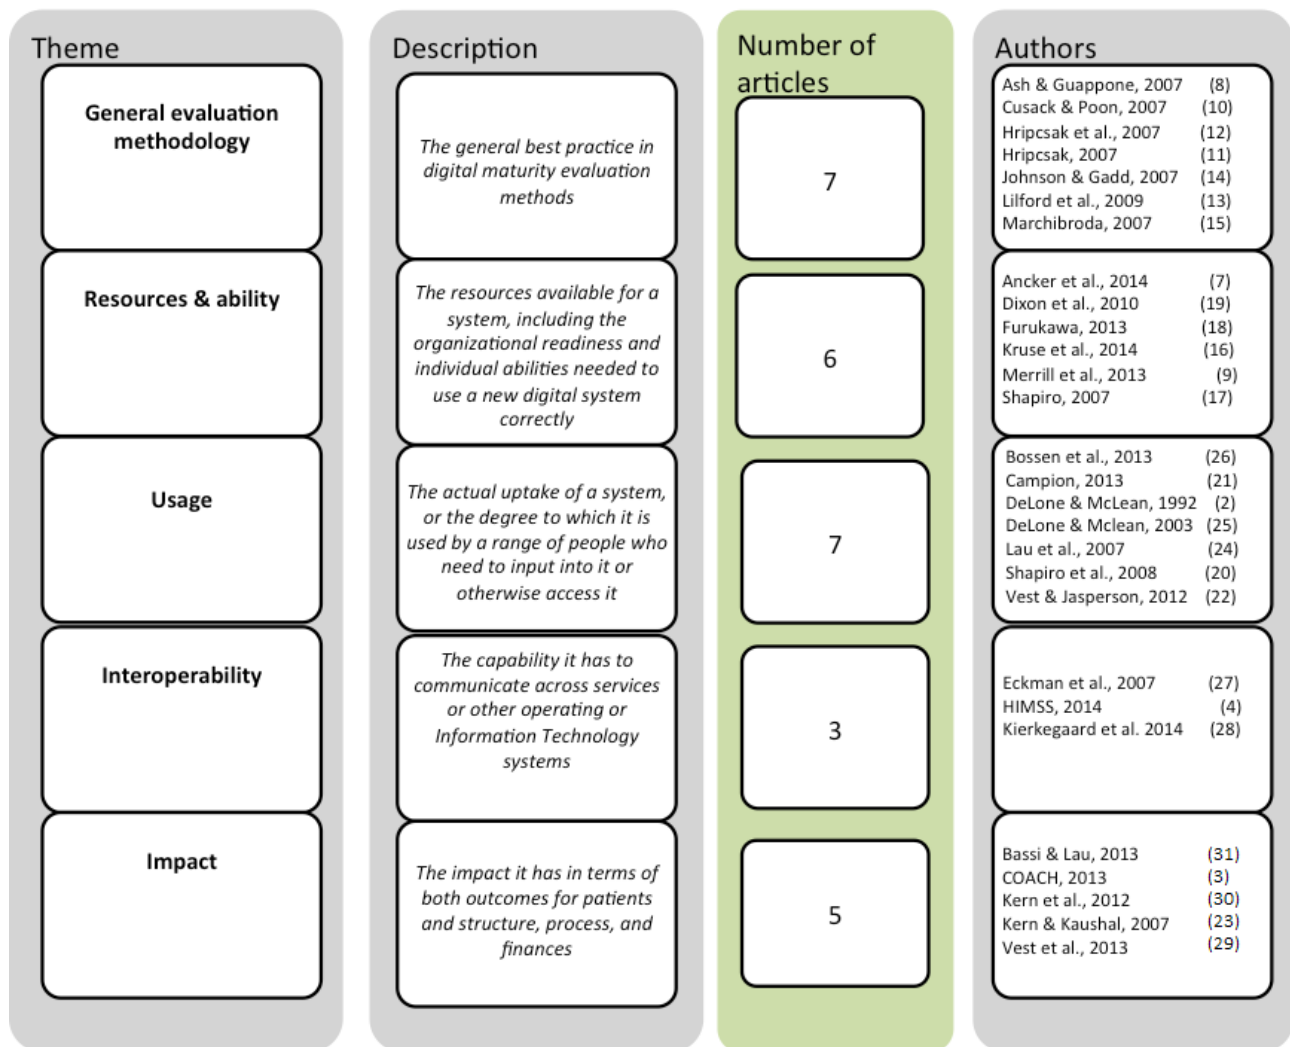 Theme
Description
Number of
articles
Authors
General evaluation
methodology
The general best practice in
digital maturity evaluation
methods
7
Ash & Guappone, 2007 (8)
Cusack & Poon, 2007 (10)
Hripcsak et al., 2007 (12)
Hripcsak, 2007 (11)
Johnson & Gadd, 2007 (14)
Lilford et al., 2009 (13)
Marchibroda, 2007 (15)
Resources & ability
The resources available for a
system, including the
organizational readiness and
individual abilities needed to
use a new digital system
correctly
6
Ancker et al., 2014 (7)
Dixon et al., 2010 (19)
Furukawa, 2013 (18)
Kruse et al., 2014 (16)
Merrill et al., 2013 (9)
Shapiro, 2007 (17)
Usage
The actual uptake of a system,
or the degree to which it is
used by a range of people who
need to input into it or
otherwise access it
7
Bossen et al., 2013 (26)
Campion, 2013 (21)
DeLone & McLean, 1992 (2)
DeLone & Mclean, 2003 (25)
Lau et al., 2007 (24)
Shapiro et al., 2008 (20)
Vest & Jasperson, 2012 (22)
Interoperability
The capability it has to
communicate across services
or other operating or
Information Technology
systems
3
Eckman et al., 2007 (27)
HIMSS, 2014 (4)
Kierkegaard et al. 2014 (28)
Impact
The impact it has in terms of
both outcomes for patients
and structure, process, and
finances
5
Bassi & Lau, 2013 (31)
COACH, 2013 (3)
Kern et al., 2012 (30)
Kern & Kaushal, 2007 (23)
Vest et al., 2013 (29)